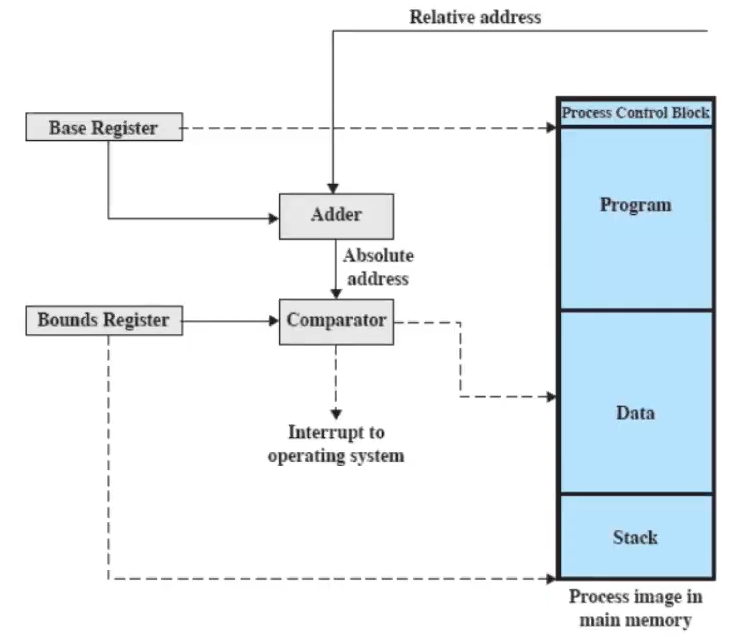 Relative address
Process Control Block
Base Register
Program
Adder
Absolute
address
Bounds Register
Comparator
Data
Interrupt to
operating system
Stack
Process image in
main memory